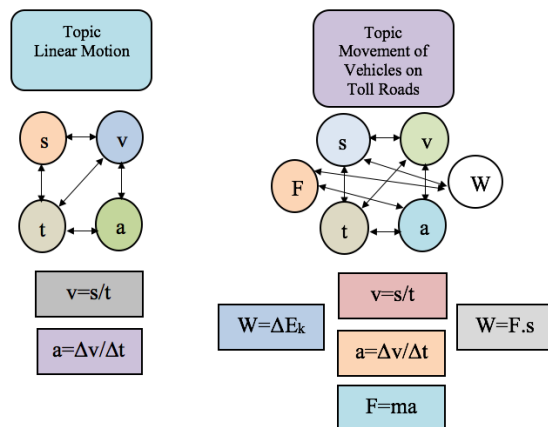 Topic
Linear Motion
s
v
t
a
v=s/t
a=Δv/Δt
Topic
Movement of
Vehicles on
Toll Roads
s
v
F
W
t
a
v=s/t
W=ΔEₖ
W=F.s
a=Δv/Δt
F=ma